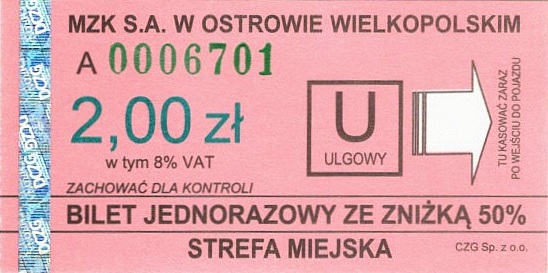 MZK S.A. W OSTROWIE WIELKOPOLSKIM
A 0006701
2,00 zł
w tym 8% VAT
U
ULGOWY
TU KASOWAĆ ZARAZ
PO WEJŚCIU DO POJAZDU
ZACHOWAĆ DLA KONTROLI
BILET JEDNORAZOWY ZE ZNIŻKĄ 50%
STREFA MIEJSKA
CZG Sp. z o.o.